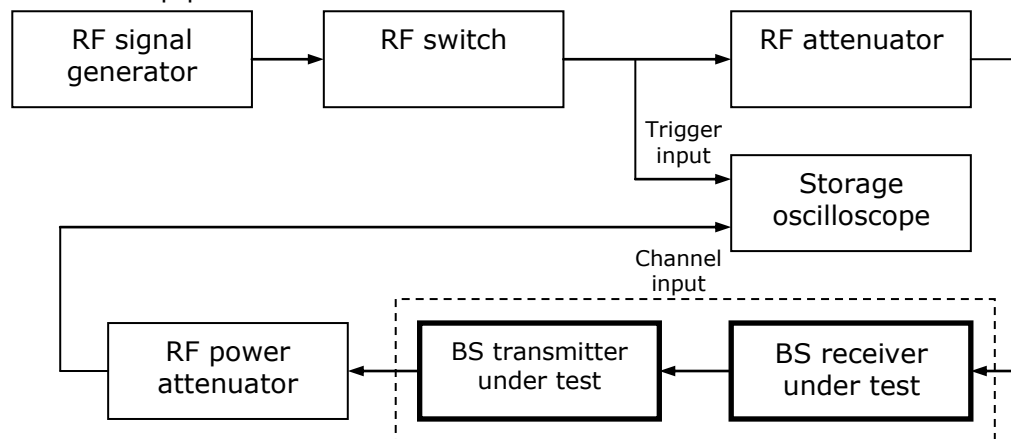 RF signal
generator
RF switch
RF attenuator
Trigger
input
Storage
oscilloscope
Channel
input
RF power
attenuator
BS transmitter
under test
BS receiver
under test